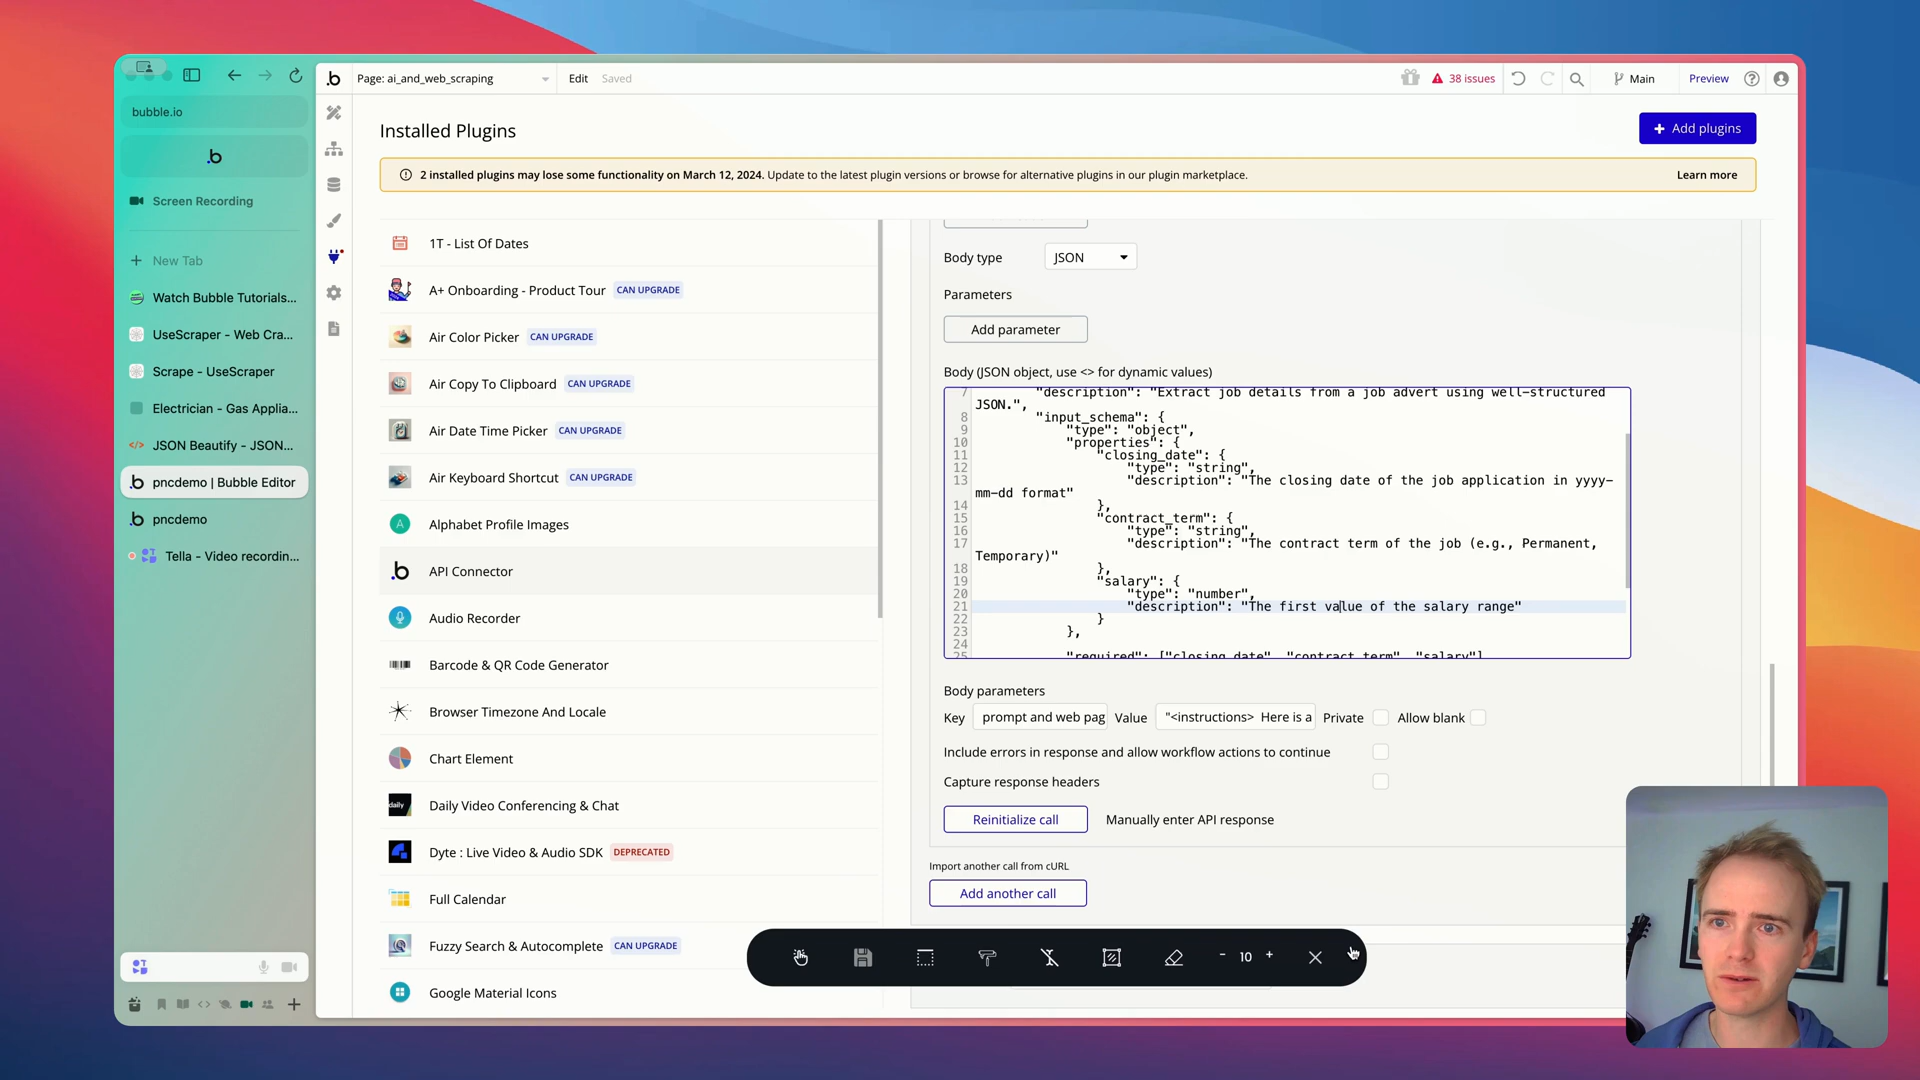 bubble.io
Screen Recording
New Tab
Watch Bubble Tutorials...
UseScraper - Web Cra...
Scrape - UseScraper
Electrician - Gas Applia...
JSON Beautify - JSON...
pncdemo | Bubble Editor
pncdemo
Tella - Video recordin...
Page: ai_and_web_scraping
Edit
Saved
38 issues
Main
Preview
Installed Plugins
+ Add plugins
2 installed plugins may lose some functionality on March 12, 2024. Update to the latest plugin versions or browse for alternative plugins in our plugin marketplace.
Learn more
1T - List Of Dates
A+ Onboarding - Product Tour CAN UPGRADE
Air Color Picker CAN UPGRADE
Air Copy To Clipboard CAN UPGRADE
Air Date Time Picker CAN UPGRADE
Air Keyboard Shortcut CAN UPGRADE
A Alphabet Profile Images
.b API Connector
Audio Recorder
Barcode & QR Code Generator
Browser Timezone And Locale
Chart Element
daily Daily Video Conferencing & Chat
Dyte : Live Video & Audio SDK DEPRECATED
Full Calendar
Fuzzy Search & Autocomplete CAN UPGRADE
Google Material Icons
Body type JSON
Parameters
Add parameter
Body (JSON object, use <> for dynamic values)
7 "description": "Extract job details from a job advert using well-structured
JSON.",
8 "input_schema": {
9 "type": "object",
10 "properties": {
11 "closing_date": {
12 "type": "string",
13 "description": "The closing date of the job application in yyyy-
mm-dd format"
14 },
15 "contract_term": {
16 "type": "string",
17 "description": "The contract term of the job (e.g., Permanent,
Temporary)"
18 },
19 "salary": {
20 "type": "number",
21 "description": "The first value of the salary range"
22 }
23 },
24
25 "required": ["closing_date", "contract_term", "salary"]
Body parameters
Key prompt and web pag Value "<instructions> Here is a Private Allow blank
Include errors in response and allow workflow actions to continue
Capture response headers
Reinitialize call
Manually enter API response
Import another call from cURL
Add another call
- 10 +